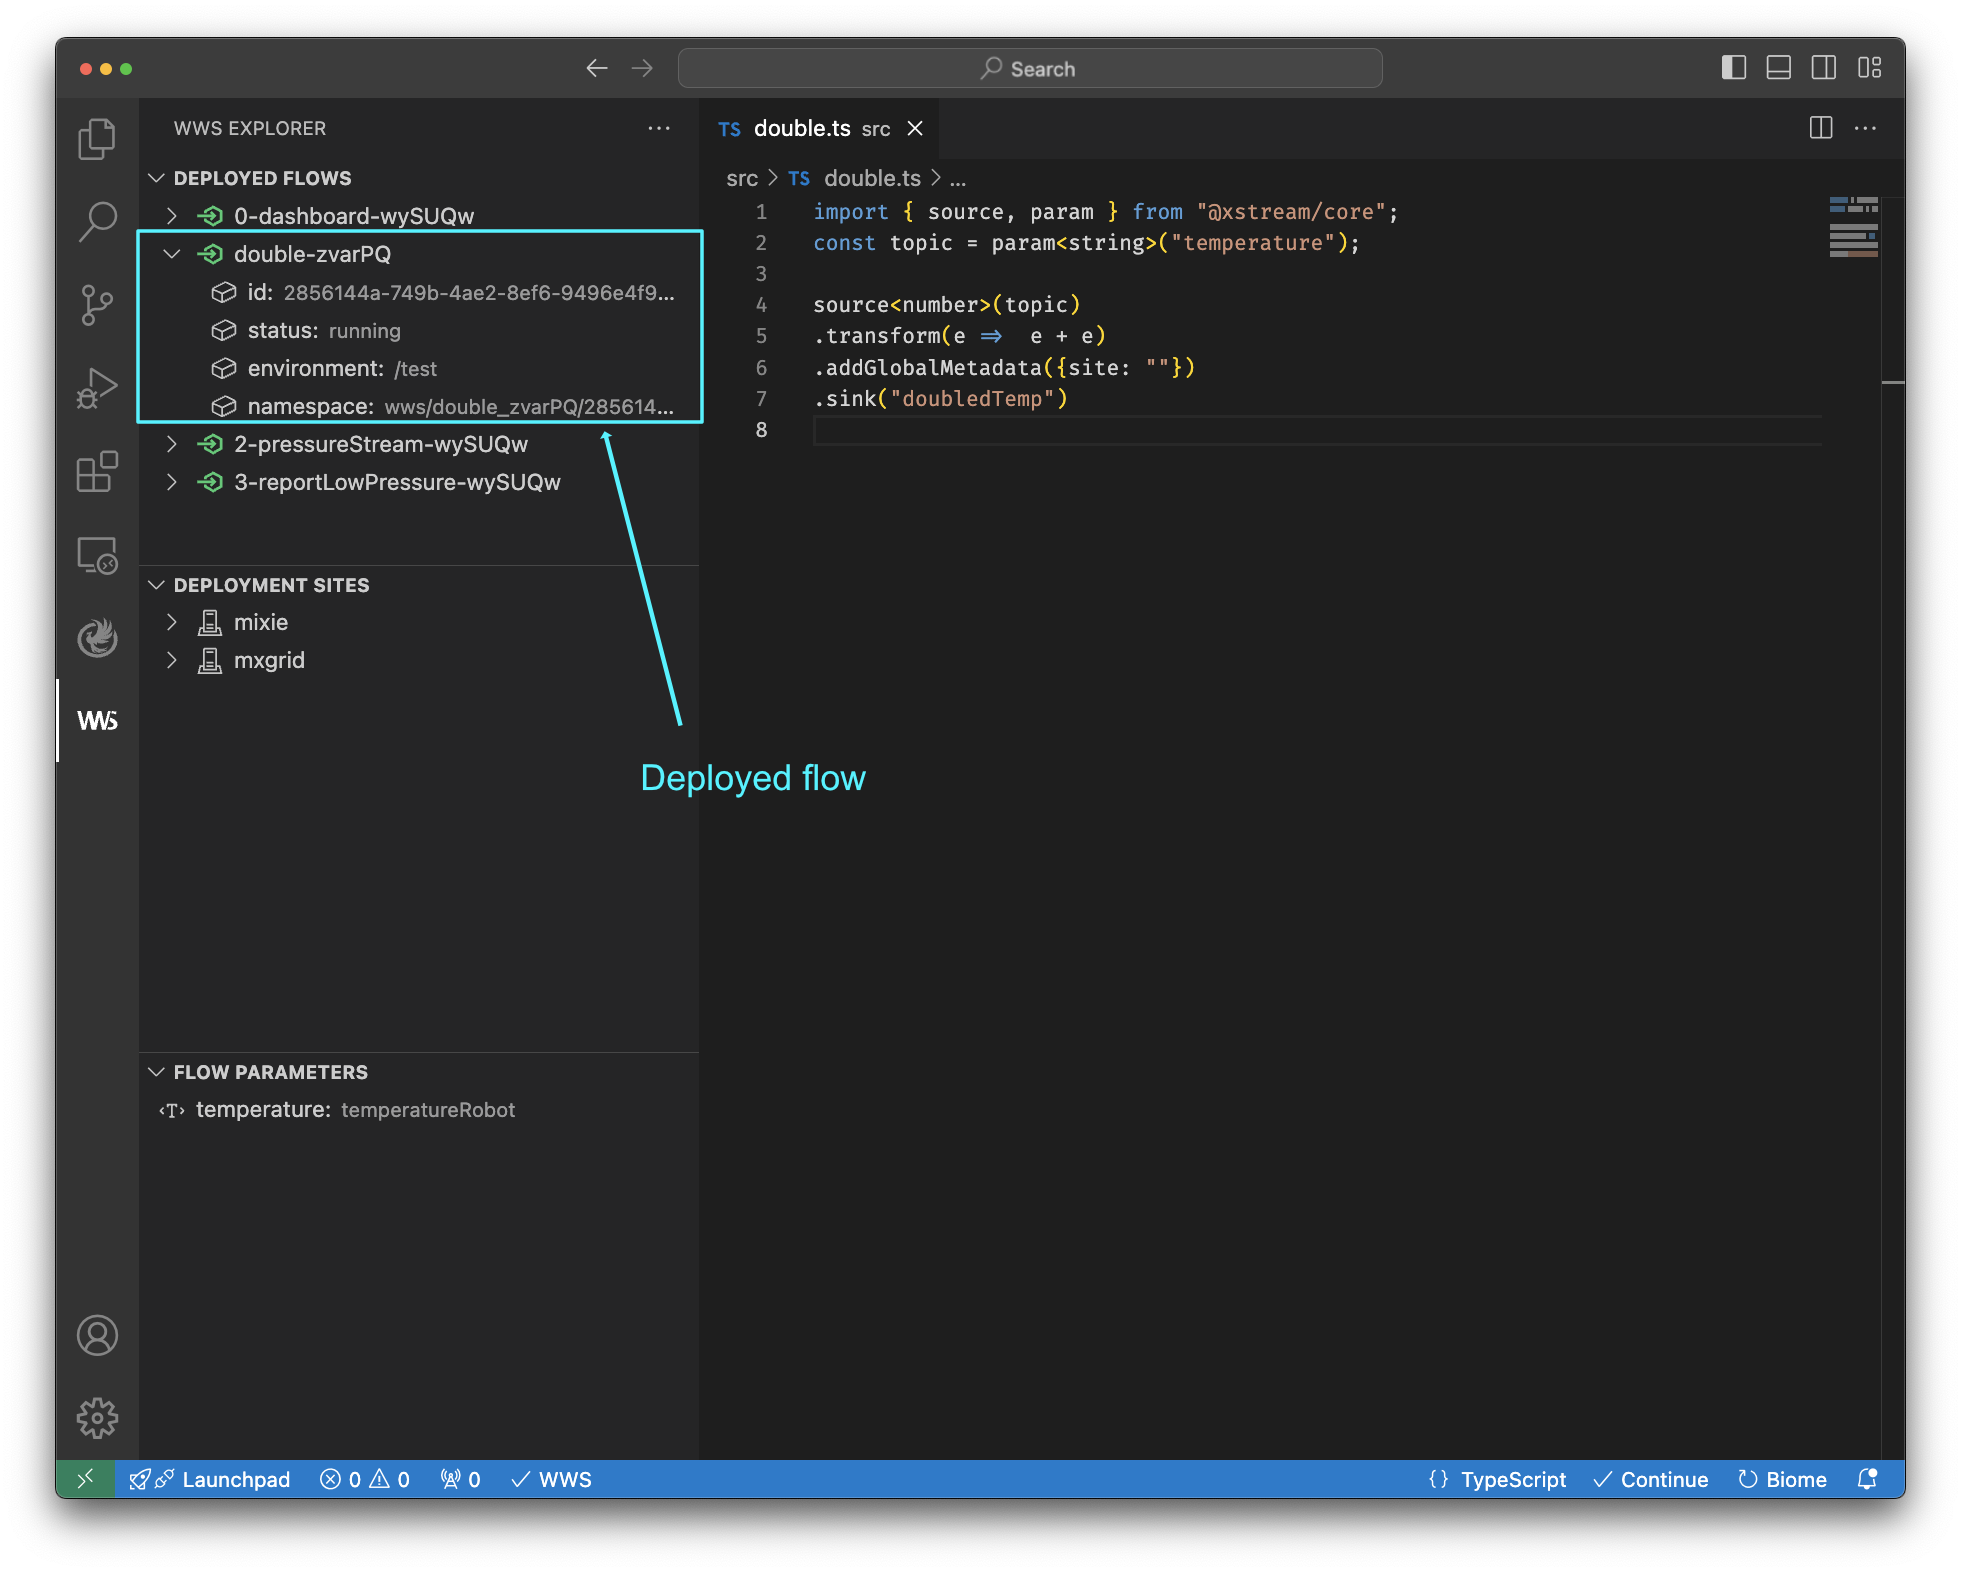 Search
WWS EXPLORER
DEPLOYED FLOWS
0-dashboard-wySUQw
double-zvarPQ
id: 2856144a-749b-4ae2-8ef6-9496e4f9...
status: running
environment: /test
namespace: wws/double_zvarPQ/285614...
2-pressureStream-wySUQw
3-reportLowPressure-wySUQw
DEPLOYMENT SITES
mixie
mxgrid
WWS
Deployed flow
FLOW PARAMETERS
<T> temperature: temperatureRobot
TS double.ts src
src > TS double.ts > ...
1 import { source, param } from "@xstream/core";
2 const topic = param<string>("temperature");
3
4 source<number>(topic)
5 .transform(e => e + e)
6 .addGlobalMetadata({site: ""})
7 .sink("doubledTemp")
8
Launchpad 0 0 0 WWS
{} TypeScript Continue Biome